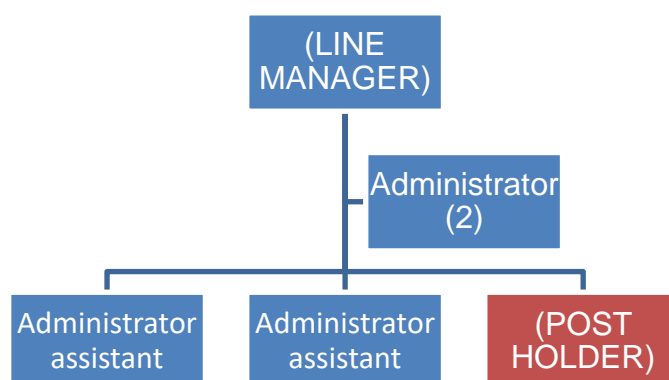 (LINE
MANAGER)
Administrator
(2)
Administrator
assistant
Administrator
assistant
(POST
HOLDER)